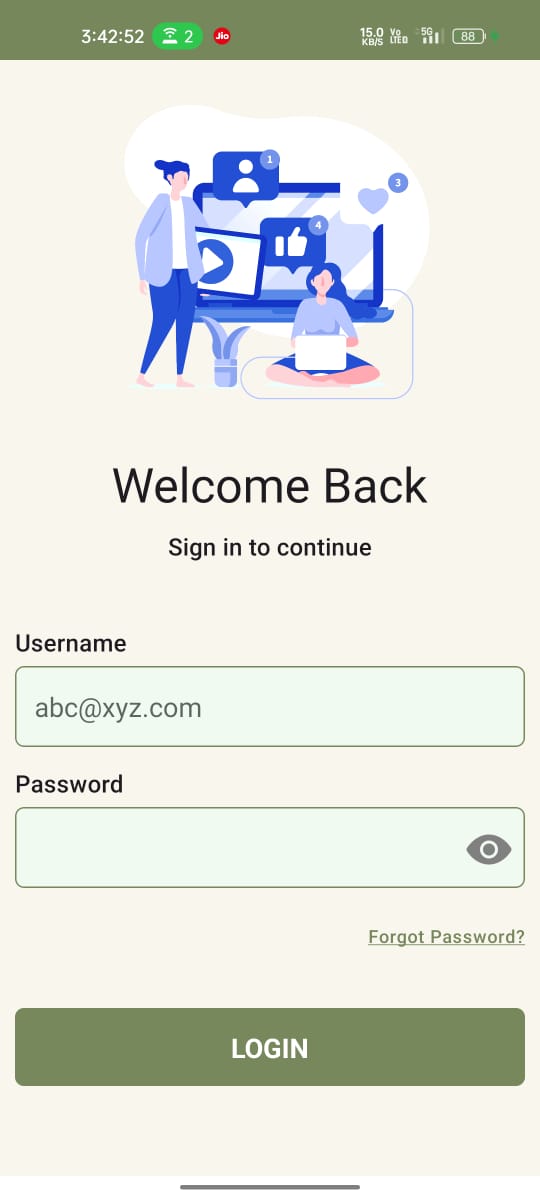 3:42:52 2 Jio 15.0 KB/S Vo LTE 5G 88
1
3
4
Welcome Back
Sign in to continue
Username
abc@xyz.com
Password
Forgot Password?
LOGIN